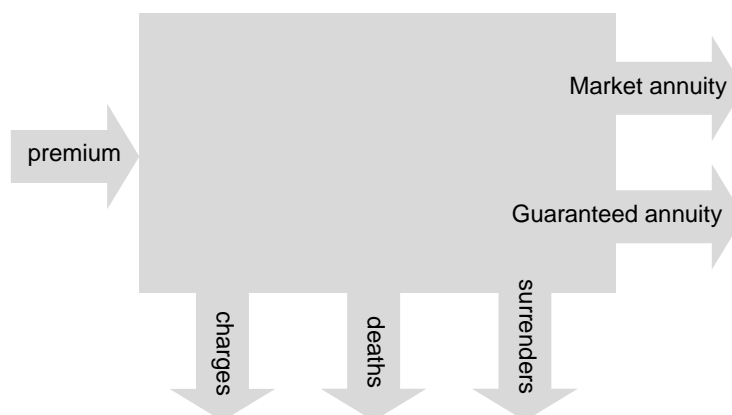 Market annuity
premium
Guaranteed annuity
charges
deaths
surrenders